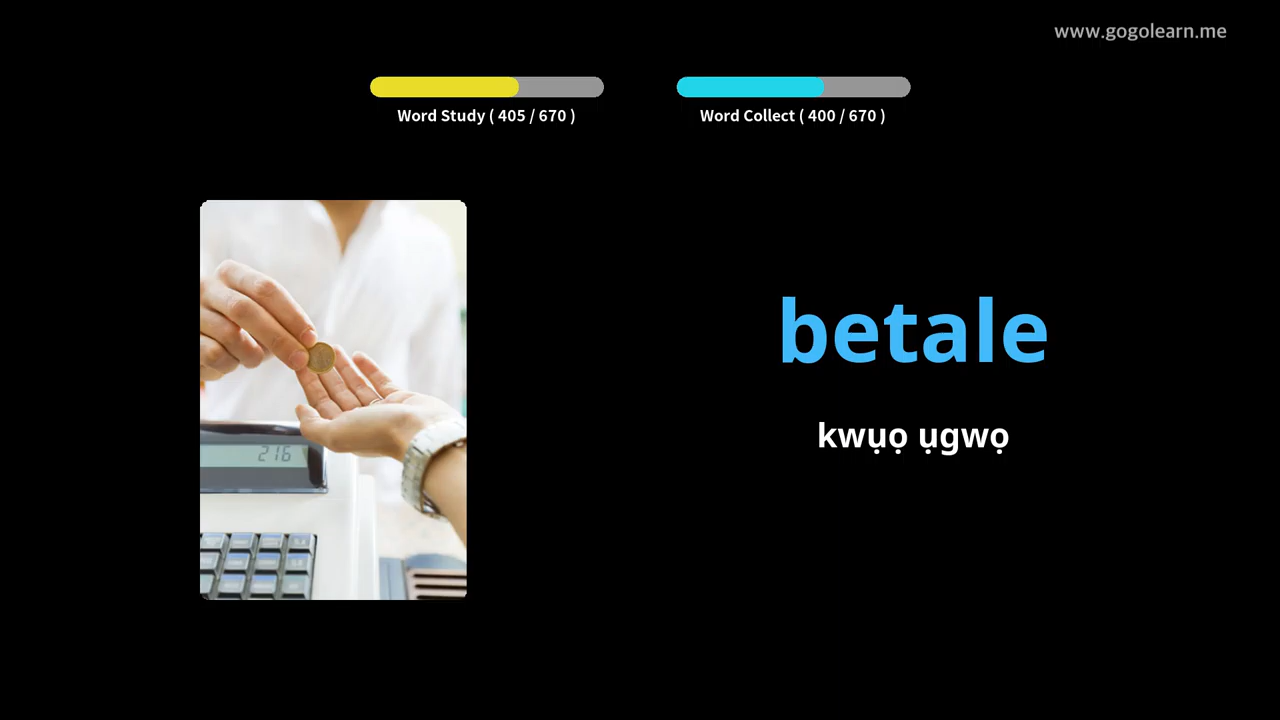 www.gogolearn.me
Word Study ( 405 / 670 )
Word Collect ( 400 / 670 )
betale
kwụọ ụgwọ
216